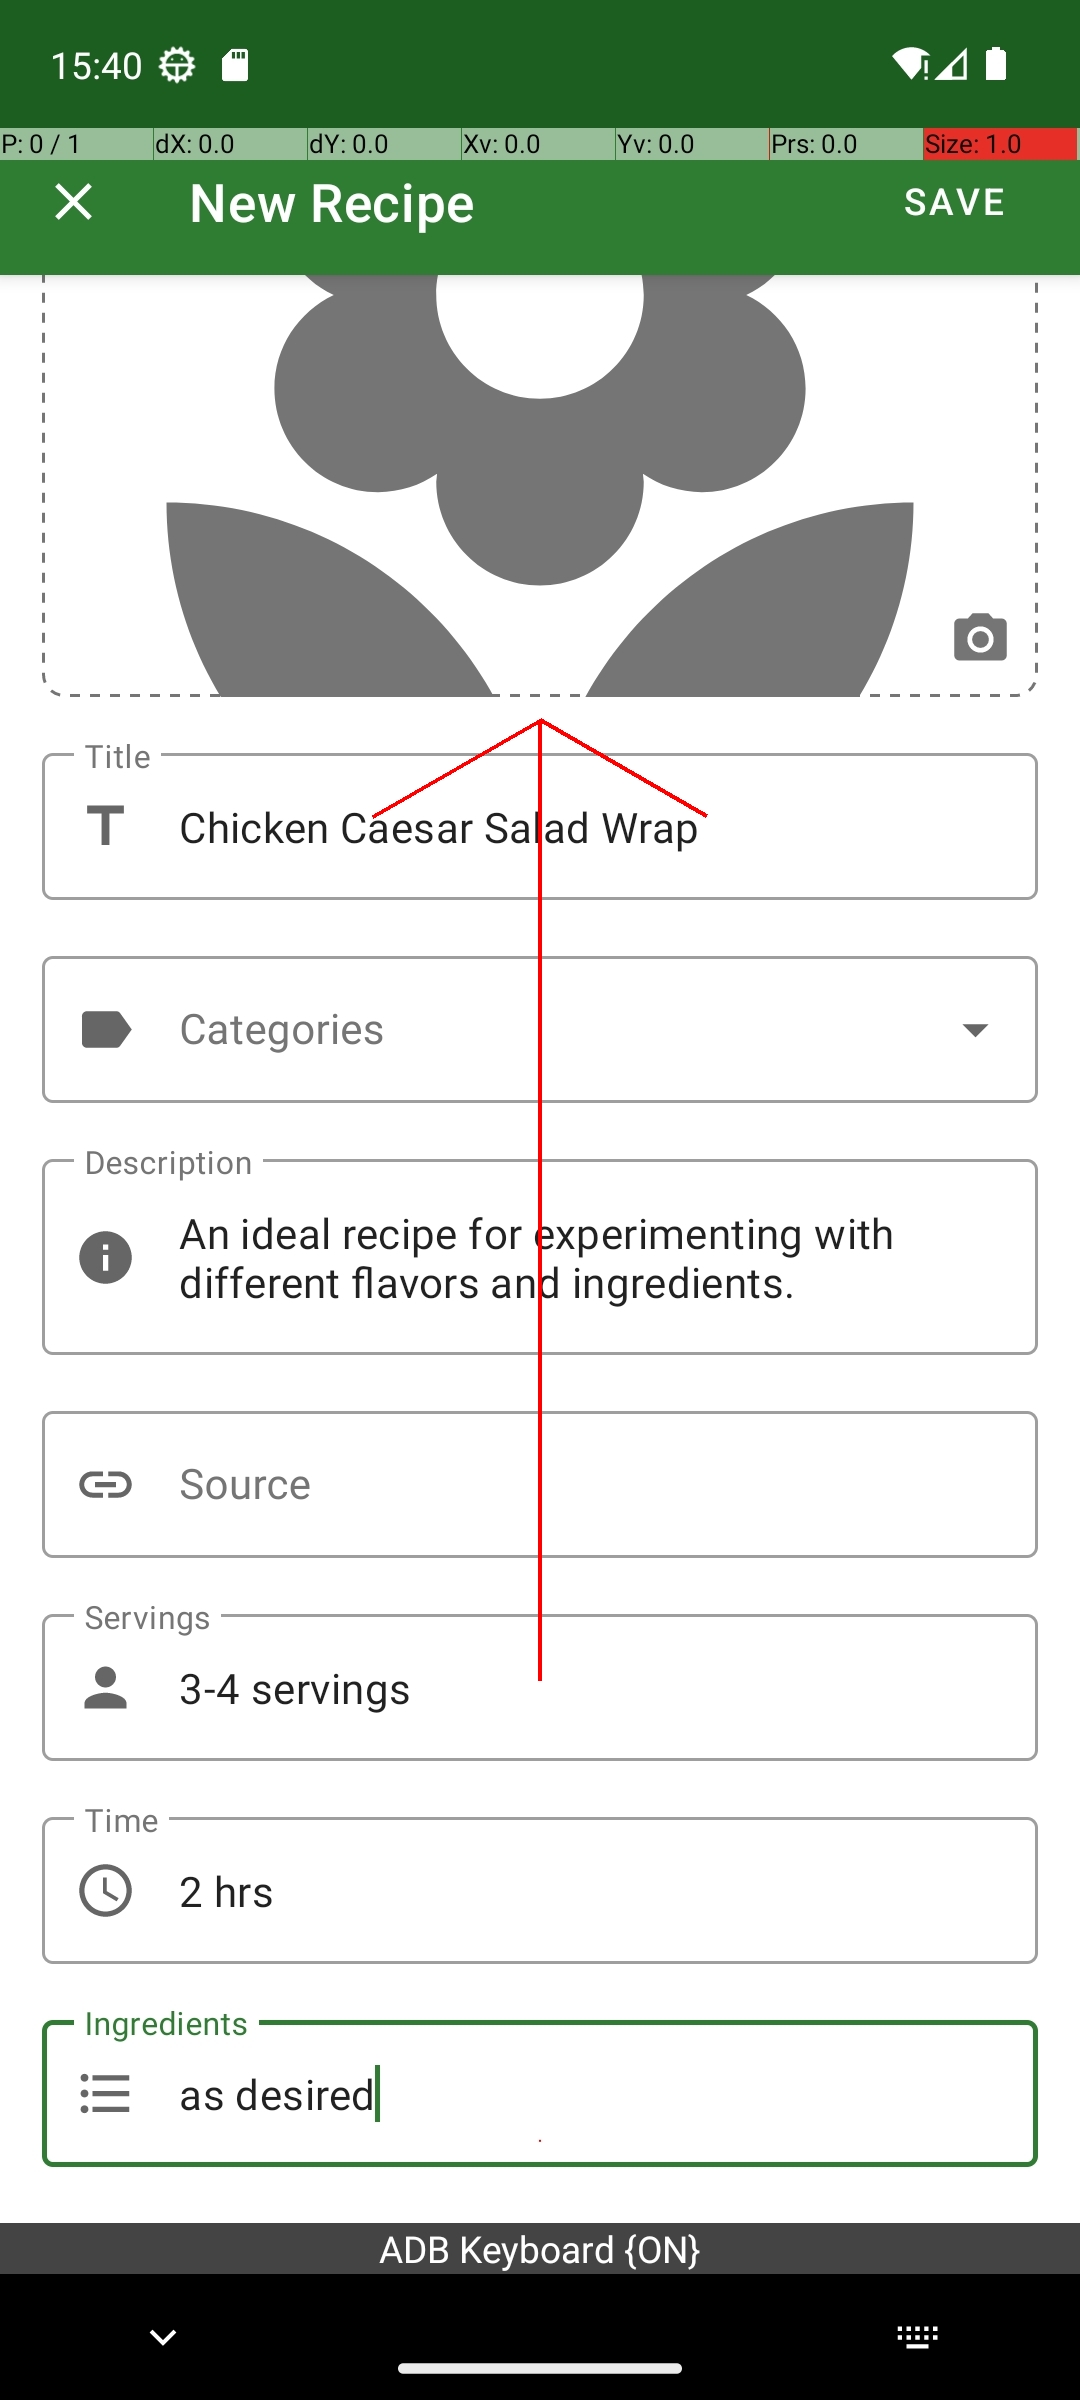 15:40
P: 0 / 1
dX: 0.0
dY: 0.0
Xv: 0.0
Yv: 0.0
Prs: 0.0
Size: 1.0
New Recipe
SAVE
Title
Chicken Caesar Salad Wrap
Categories
Description
An ideal recipe for experimenting with
different flavors and ingredients.
Source
Servings
3-4 servings
Time
2 hrs
Ingredients
as desired
ADB Keyboard {ON}